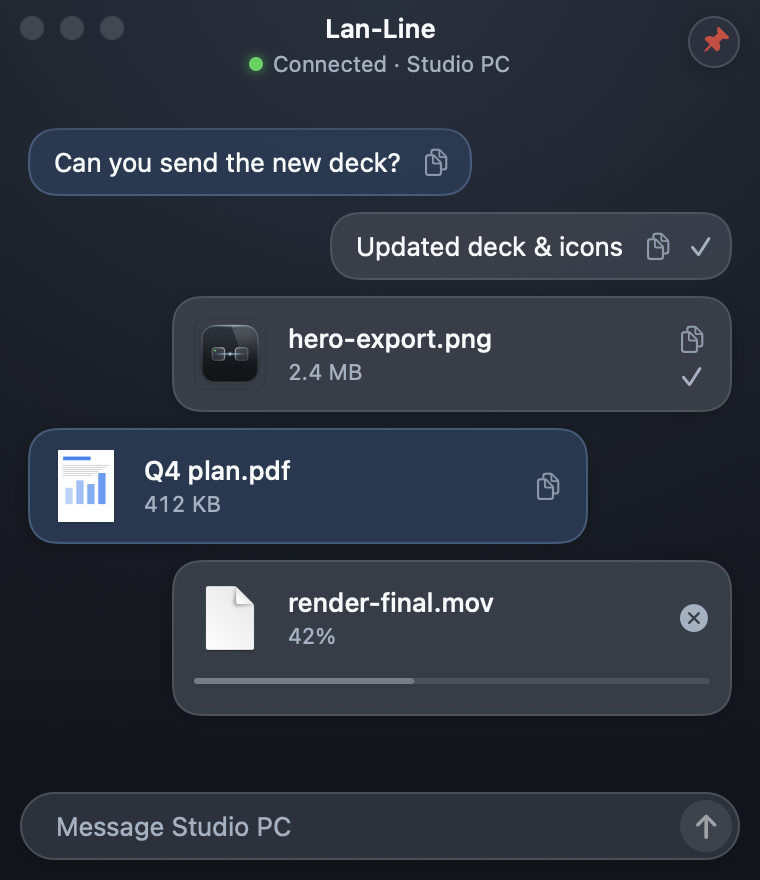 Lan-Line
Connected · Studio PC
Can you send the new deck?
Updated deck & icons
hero-export.png
2.4 MB
Q4 plan.pdf
412 KB
render-final.mov
42%
Message Studio PC